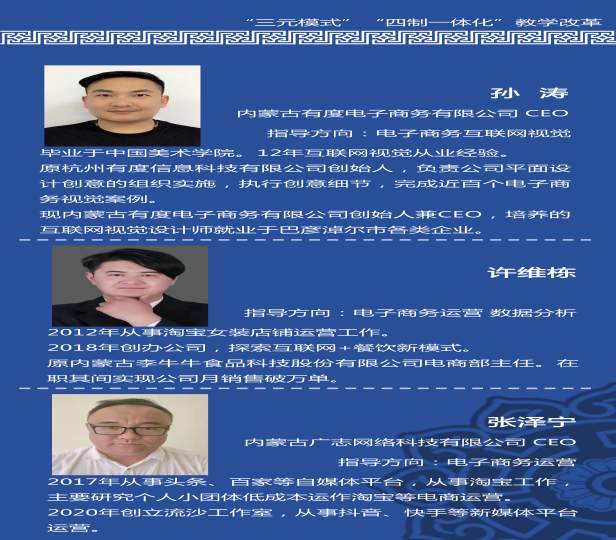 “三元模式” “四制一体化”教学改革
孙 涛
内蒙古有度电子商务有限公司 CEO
指导方向：电子商务互联网视觉
毕业于中国美术学院。12年互联网视觉从业经验。
原杭州有度信息科技有限公司创始人，负责公司平面设
计创意的组织实施，执行创意细节，完成近百个电子商
务视觉案例。
现内蒙古有度电子商务有限公司创始人兼CEO，培养的
互联网视觉设计师就业于巴彦淖尔市各类企业。
许维栋
指导方向：电子商务运营 数据分析
2012年从事淘宝女装店铺运营工作。
2018年创办公司，探索互联网+餐饮新模式。
原内蒙古李牛牛食品科技股份有限公司电商部主任。在
职其间实现公司月销售破万单。
张泽宁
内蒙古广志网络科技有限公司 CEO
指导方向：电子商务运营
2017年从事头条、百家等自媒体平台，从事淘宝工作，
主要研究个人小团体低成本运作淘宝等电商运营。
2020年创立流沙工作室，从事抖音、快手等新媒体平台
运营。